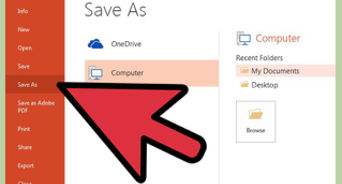 Info
New
Open
Save
Save As
Save as Adobe
PDF
Print
Share
Export
Close
Save As
OneDrive
Computer
Computer
Recent Folders
My Documents
Desktop
Browse